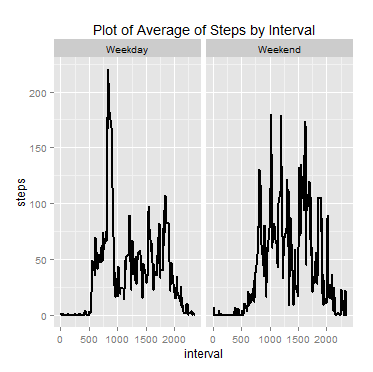 Plot of Average of Steps by Interval
Weekday Weekend
200
150
100
50
0
steps
0 500 1000 1500 2000 0 500 1000 1500 2000
interval